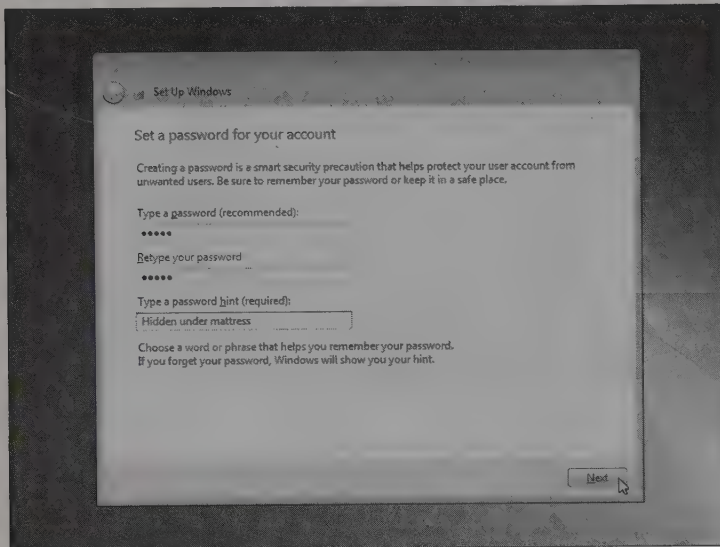 Set Up Windows
Set a password for your account
Creating a password is a smart security precaution that helps protect your user account from
unwanted users. Be sure to remember your password or keep it in a safe place.
Type a password (recommended):
•••••
Retype your password
•••••
Type a password hint (required):
Hidden under mattress
Choose a word or phrase that helps you remember your password.
If you forget your password, Windows will show you your hint.
Next